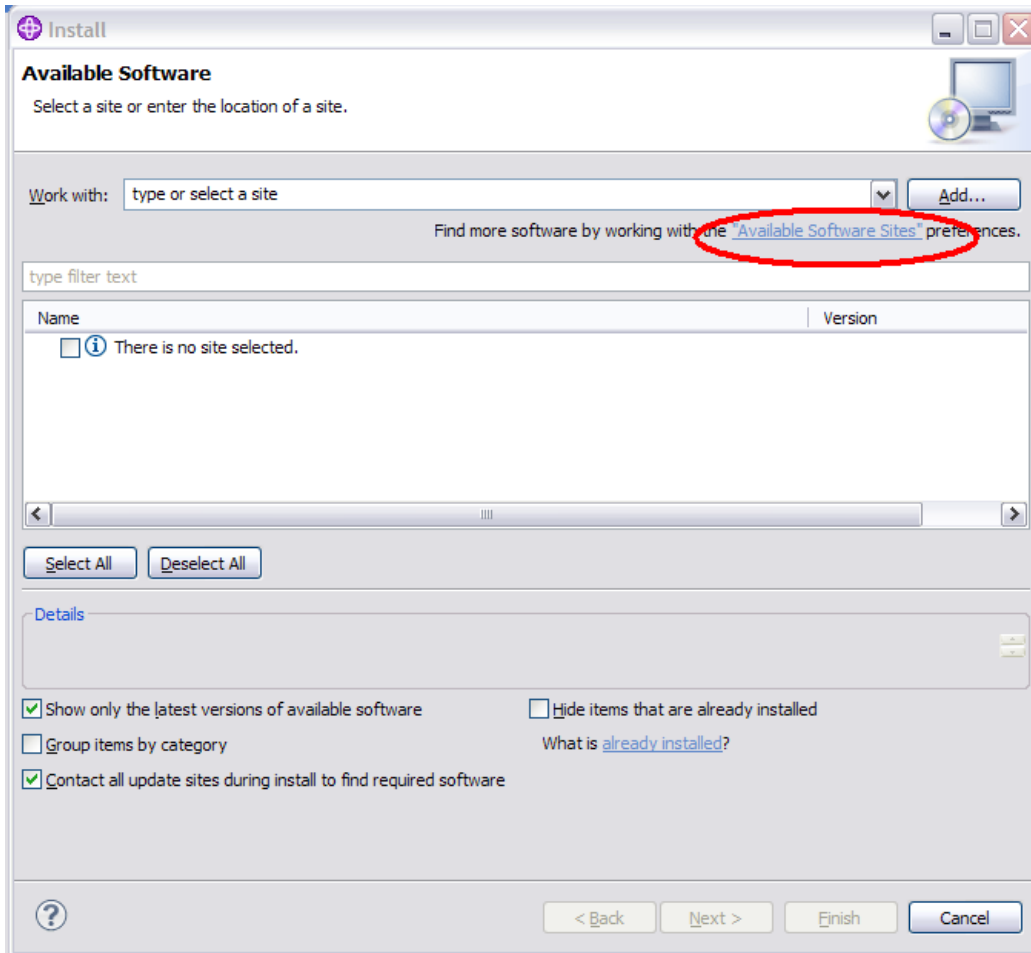 Install
Available Software
Select a site or enter the location of a site.
Work with: type or select a site Add...
Find more software by working with the "Available Software Sites" preferences.
type filter text
Name Version
There is no site selected.
Select All Deselect All
Details
Show only the latest versions of available software Hide items that are already installed
Group items by category What is already installed?
Contact all update sites during install to find required software
< Back Next > Finish Cancel